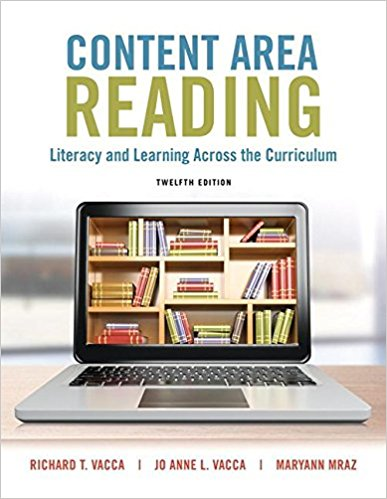 CONTENT AREA
READING
Literacy and Learning Across the Curriculum
TWELFTH EDITION
RICHARD T. VACCA | JO ANNE L. VACCA | MARYANN MRAZ